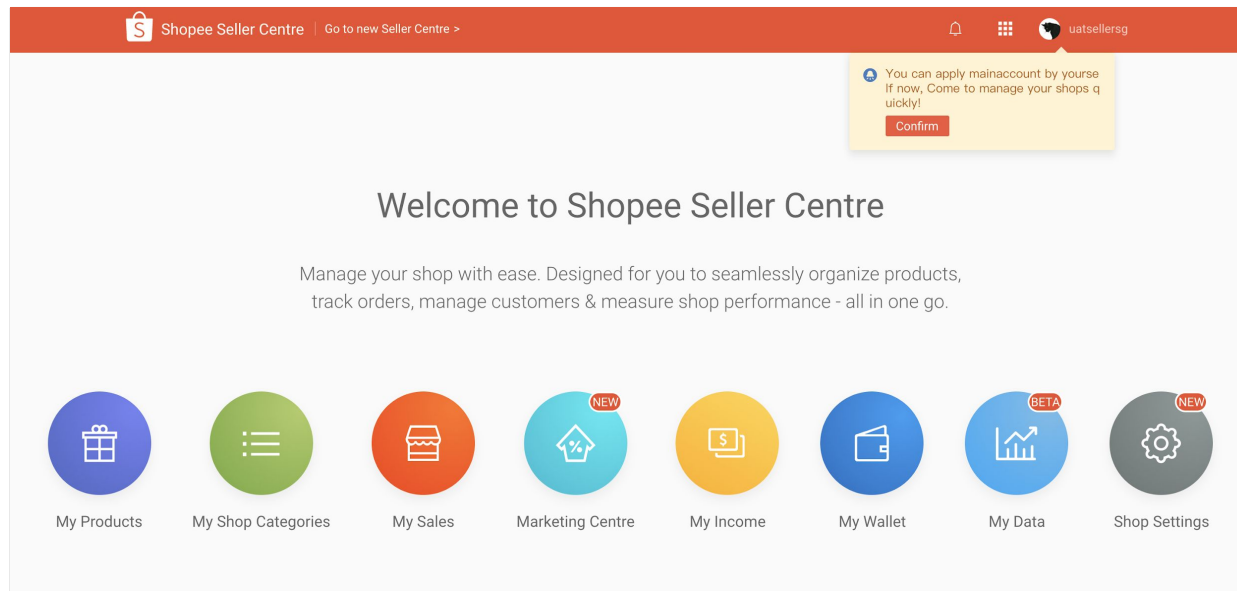 Shopee Seller Centre Go to new Seller Centre > uatsellersg
You can apply mainaccount by yourse
lf now, Come to manage your shops q
uickly!
Confirm
Welcome to Shopee Seller Centre
Manage your shop with ease. Designed for you to seamlessly organize products,
track orders, manage customers & measure shop performance - all in one go.
NEW BETA NEW
My Products My Shop Categories My Sales Marketing Centre My Income My Wallet My Data Shop Settings